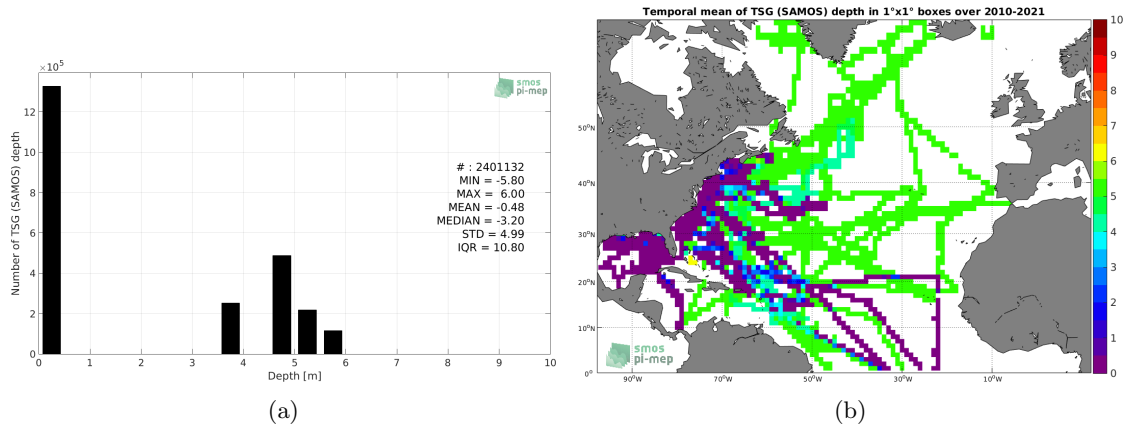 ×10⁵
12
10
8
6
4
2
0
Number of TSG (SAMOS) depth
smos
pi-mep
# : 2401132
MIN = -5.80
MAX = 6.00
MEAN = -0.48
MEDIAN = -3.20
STD = 4.99
IQR = 10.80
0 1 2 3 4 5 6 7 8 9 10
Depth [m]
(a)
Temporal mean of TSG (SAMOS) depth in 1°x1° boxes over 2010-2021
50°N
40°N
30°N
20°N
10°N
0°
smos
pi-mep
90°W 70°W 50°W 30°W 10°W
10
9
8
7
6
5
4
3
2
1
0
(b)